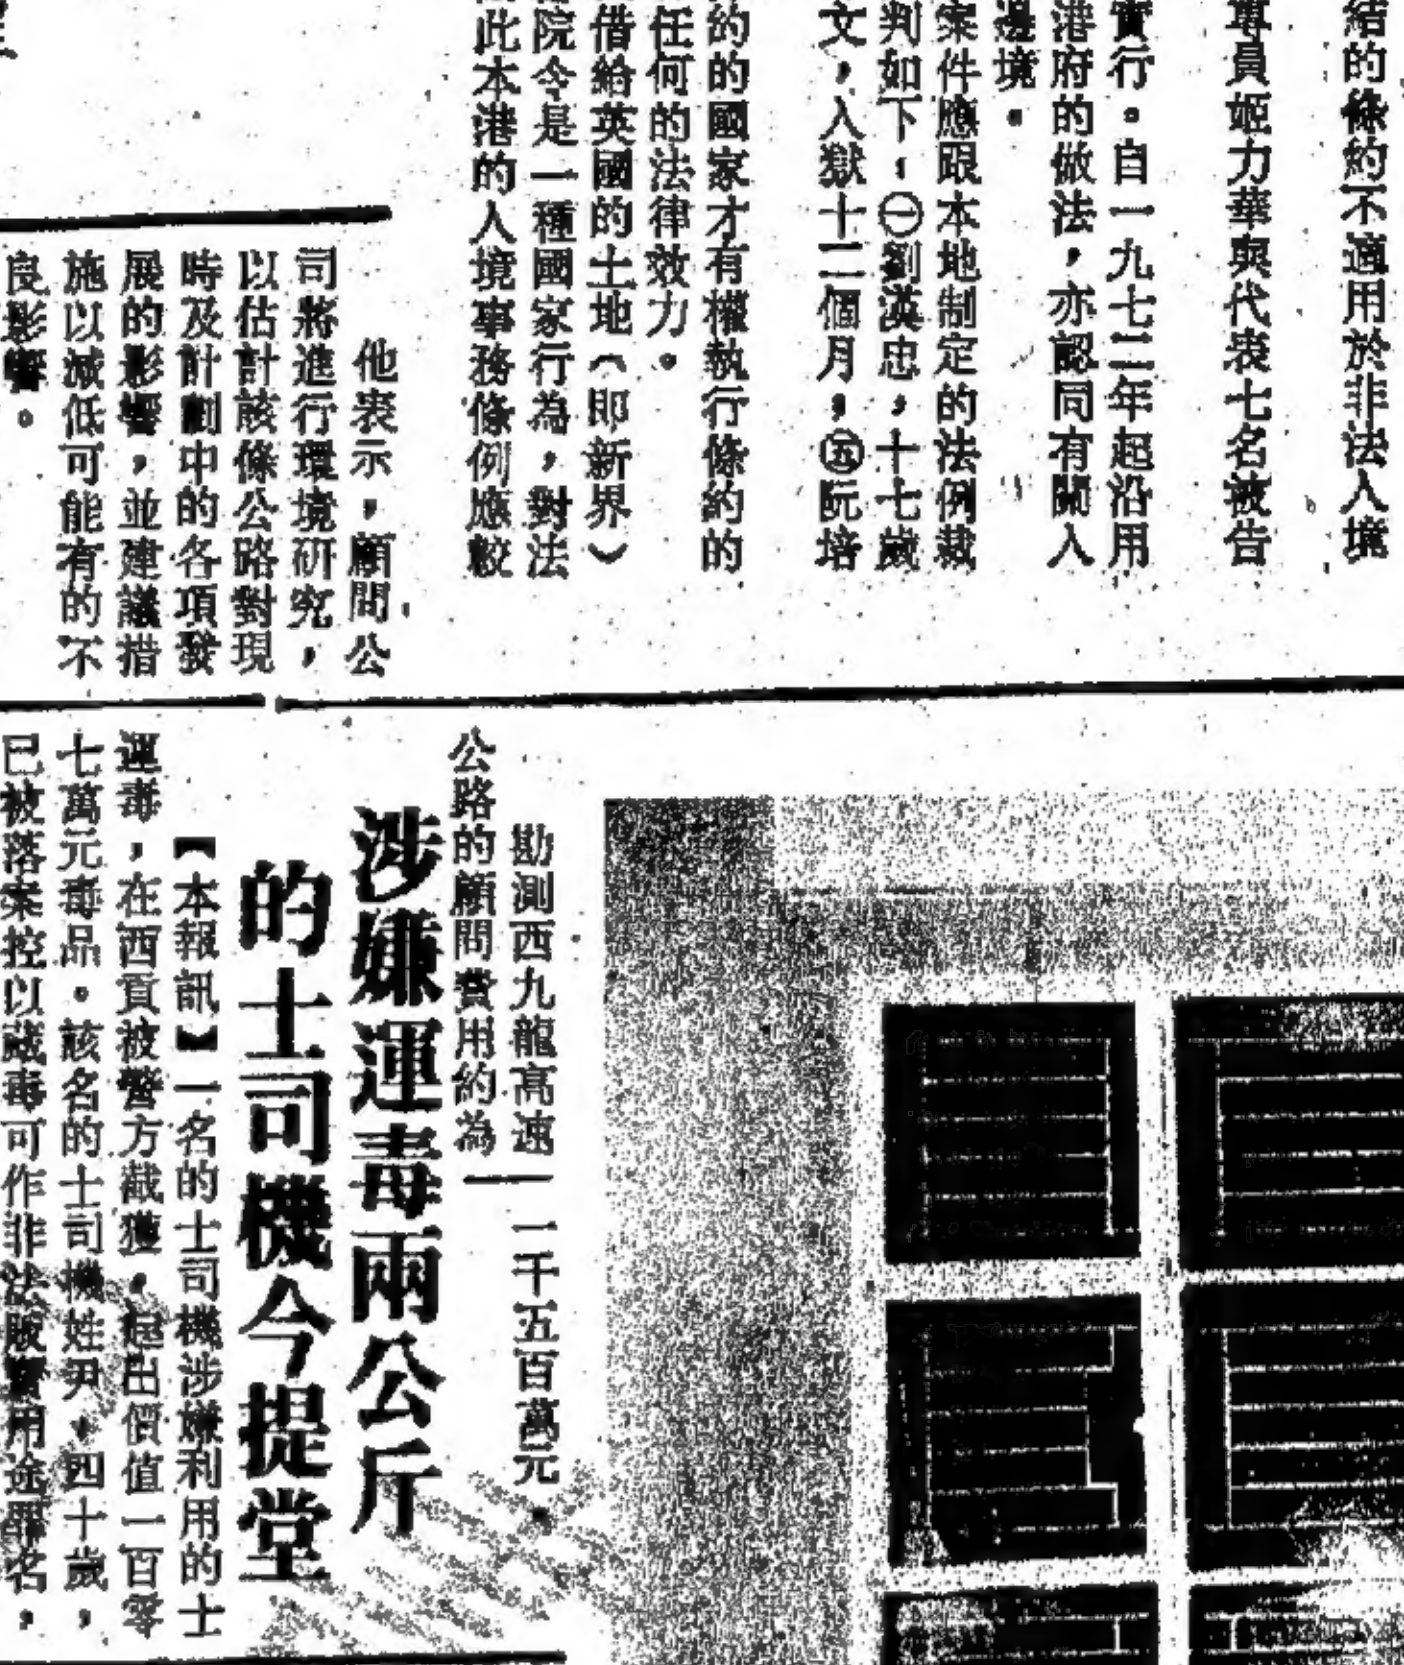 結的條約不適用於非法入境
專員姬力華與代表七名被告
實行。自一九七二年起沿用
港府的做法，亦認同有關入
邊境。
案件應跟本地制定的法例裁
判如下：㊀劉漢忠，十七歲
文，入獄十二個月；㊄阮培
約的國家才有權執行條約的
任何的法律效力。
借給英國的土地（即新界）
院令是一種國家行為，對法
此本港的人境事務條例應較
他表示，顧問公
司將進行環境研究，
以估計該條公路對現
時及計劃中的各項發
展的影響，並建議措
施以減低可能有的不
良影響。
勘測西九龍高速
公路的顧問費用約為
一千五百萬元。
涉嫌運毒兩公斤
的士司機今提堂
【本報訊】一名的士司機涉嫌利用的士
運毒，在西貢被警方截獲，起出價值一百零
七萬元毒品。該名的士司機姓尹，四十歲，
已被落案控以藏毒可作非法販賣用途罪名，